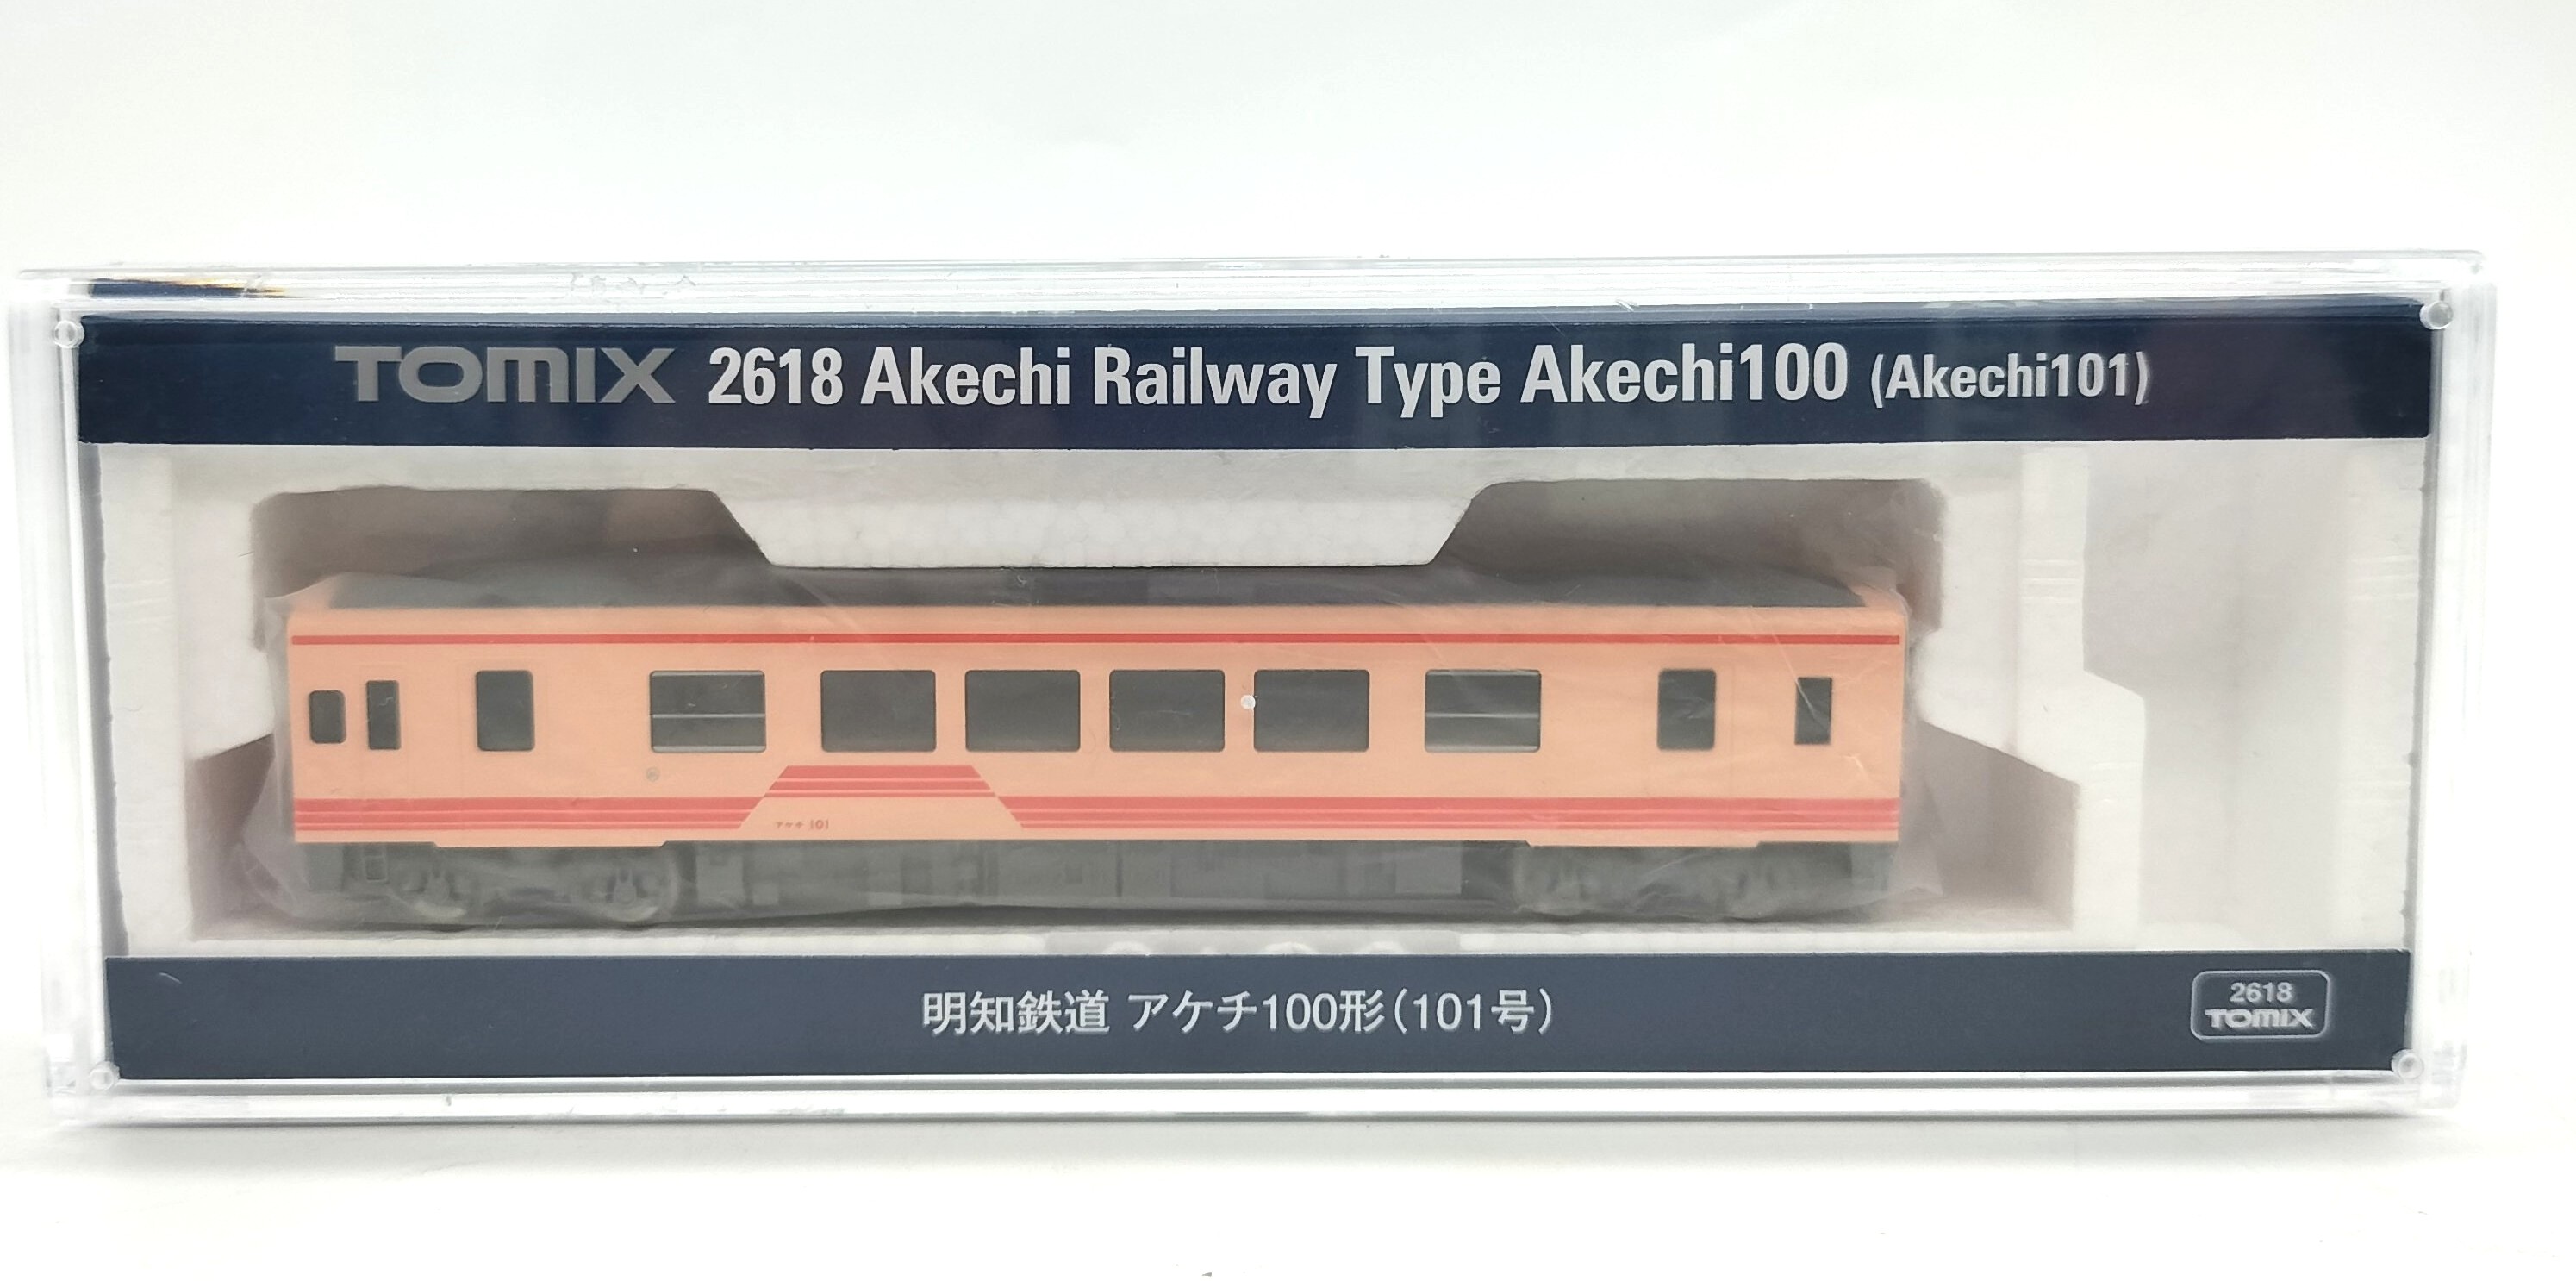 TOMIX 2618 Akechi Railway Type Akechi100 (Akechi101)
アケチ 101
明知鉄道 アケチ100形(101号)
2618
TOMIX